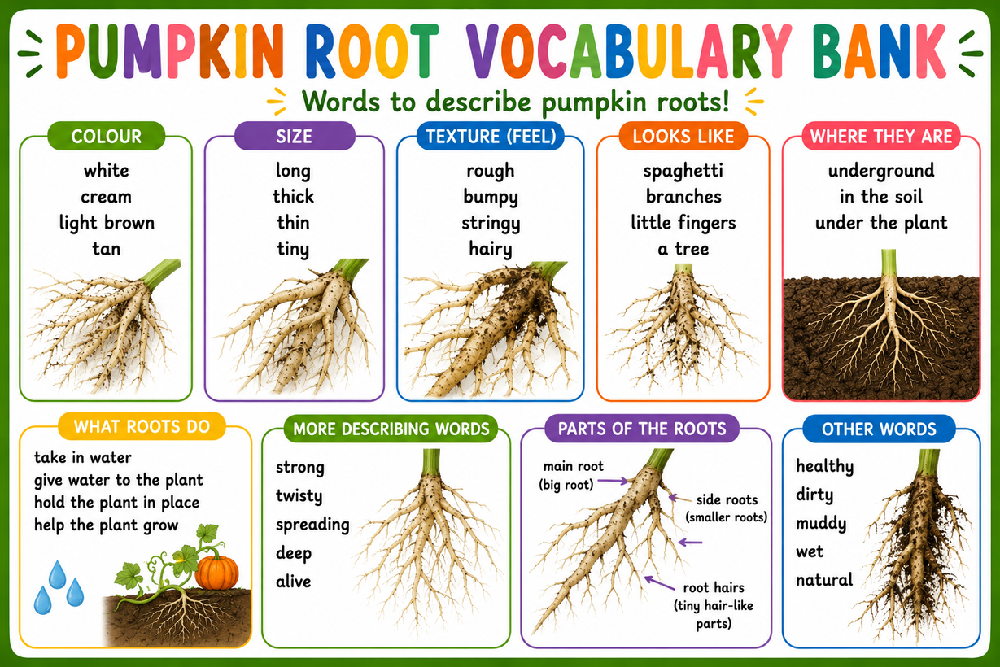 PUMPKIN ROOT VOCABULARY BANK
Words to describe pumpkin roots!
COLOUR
white
cream
light brown
tan
SIZE
long
thick
thin
tiny
TEXTURE (FEEL)
rough
bumpy
stringy
hairy
LOOKS LIKE
spaghetti
branches
little fingers
a tree
WHERE THEY ARE
underground
in the soil
under the plant
WHAT ROOTS DO
take in water
give water to the plant
hold the plant in place
help the plant grow
MORE DESCRIBING WORDS
strong
twisty
spreading
deep
alive
PARTS OF THE ROOTS
main root
(big root)
side roots
(smaller roots)
root hairs
(tiny hair-like
parts)
OTHER WORDS
healthy
dirty
muddy
wet
natural